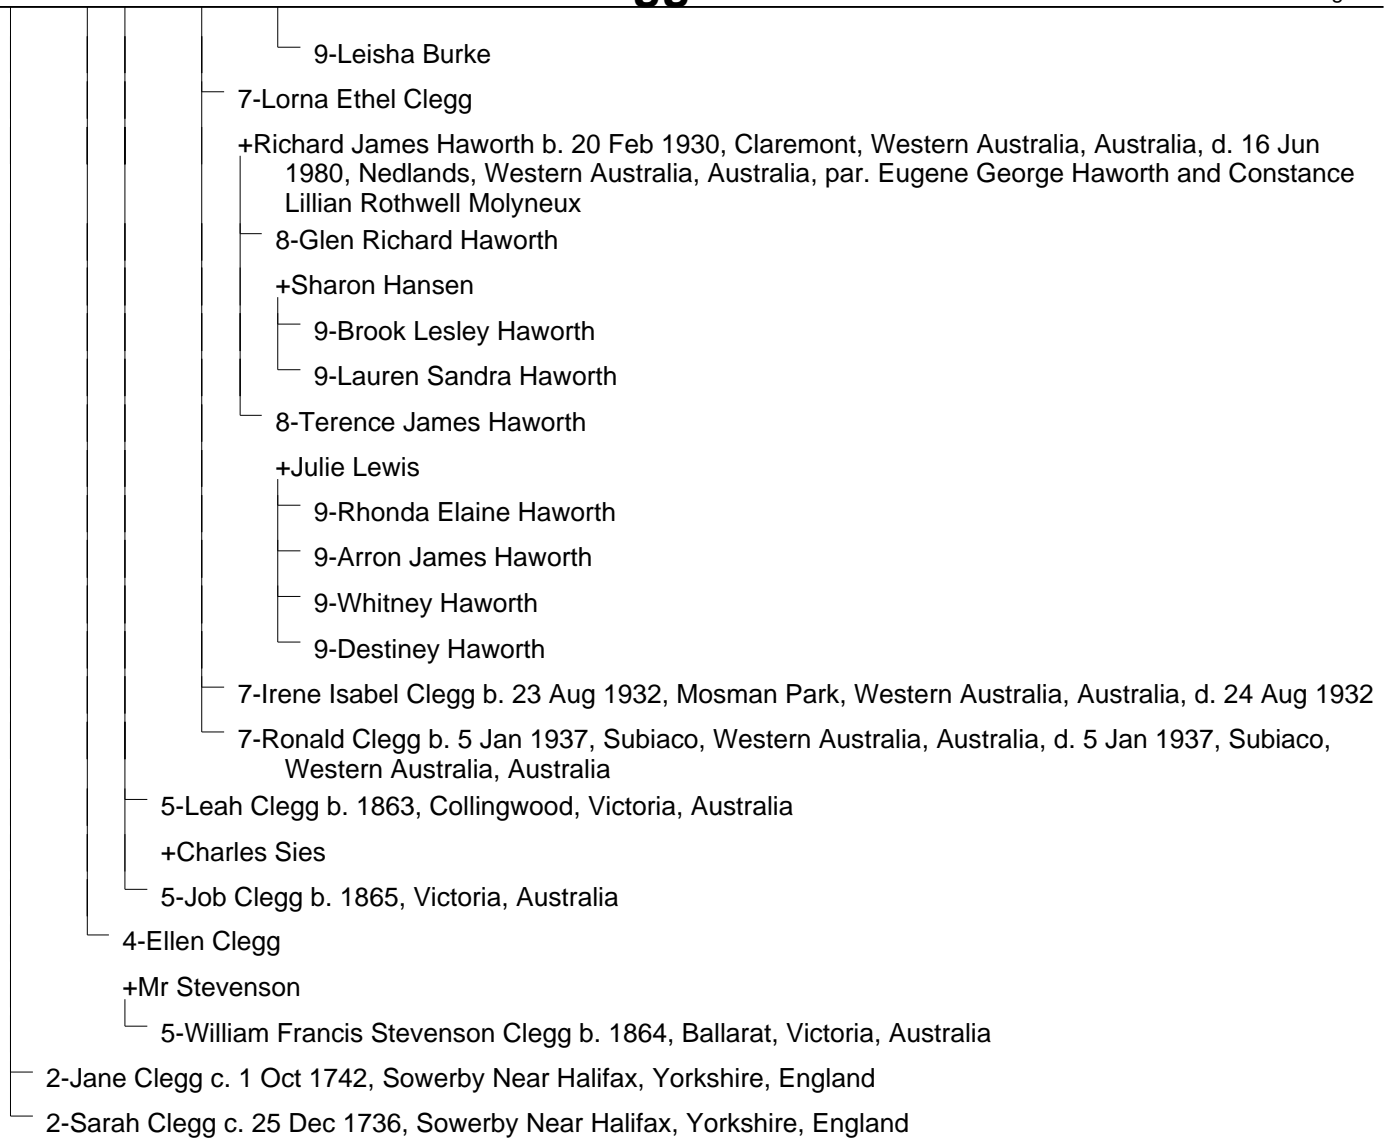 9-Leisha Burke
7-Lorna Ethel Clegg
+Richard James Haworth b. 20 Feb 1930, Claremont, Western Australia, Australia, d. 16 Jun
1980, Nedlands, Western Australia, Australia, par. Eugene George Haworth and Constance
Lillian Rothwell Molyneux
8-Glen Richard Haworth
+Sharon Hansen
9-Brook Lesley Haworth
9-Lauren Sandra Haworth
8-Terence James Haworth
+Julie Lewis
9-Rhonda Elaine Haworth
9-Arron James Haworth
9-Whitney Haworth
9-Destiney Haworth
7-Irene Isabel Clegg b. 23 Aug 1932, Mosman Park, Western Australia, Australia, d. 24 Aug 1932
7-Ronald Clegg b. 5 Jan 1937, Subiaco, Western Australia, Australia, d. 5 Jan 1937, Subiaco,
Western Australia, Australia
5-Leah Clegg b. 1863, Collingwood, Victoria, Australia
+Charles Sies
5-Job Clegg b. 1865, Victoria, Australia
4-Ellen Clegg
+Mr Stevenson
5-William Francis Stevenson Clegg b. 1864, Ballarat, Victoria, Australia
2-Jane Clegg c. 1 Oct 1742, Sowerby Near Halifax, Yorkshire, England
2-Sarah Clegg c. 25 Dec 1736, Sowerby Near Halifax, Yorkshire, England